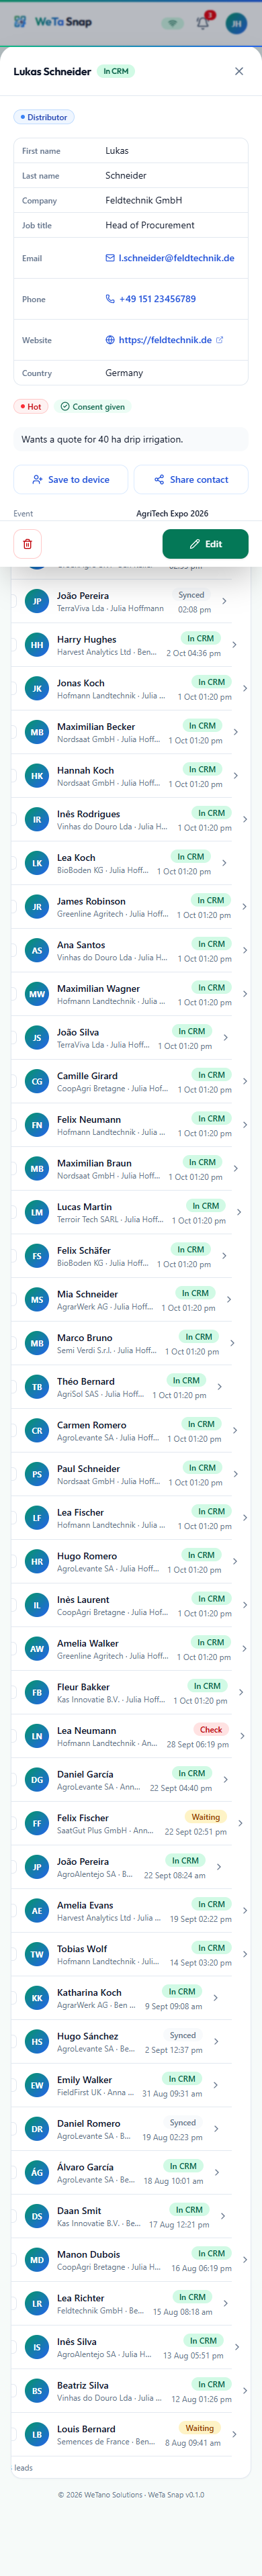 WeTa Snap
JH
Lukas Schneider In CRM
Distributor
First name Lukas
Last name Schneider
Company Feldtechnik GmbH
Job title Head of Procurement
Email l.schneider@feldtechnik.de
Phone +49 151 23456789
Website https://feldtechnik.de
Country Germany
Hot Consent given
Wants a quote for 40 ha drip irrigation.
Save to device Share contact
Event AgriTech Expo 2026
Edit
JP João Pereira Synced
TerraViva Lda · Julia Hoffmann 02:08 pm
HH Harry Hughes In CRM
Harvest Analytics Ltd · Ben... 2 Oct 04:36 pm
JK Jonas Koch In CRM
Hofmann Landtechnik · Julia ... 1 Oct 01:20 pm
MB Maximilian Becker In CRM
Nordsaat GmbH · Julia Hoff... 1 Oct 01:20 pm
HK Hannah Koch In CRM
Nordsaat GmbH · Julia Hoff... 1 Oct 01:20 pm
IR Inês Rodrigues In CRM
Vinhas do Douro Lda · Julia H... 1 Oct 01:20 pm
LK Lea Koch In CRM
BioBoden KG · Julia Hoff... 1 Oct 01:20 pm
JR James Robinson In CRM
Greenline Agritech · Julia Hoff... 1 Oct 01:20 pm
AS Ana Santos In CRM
Vinhas do Douro Lda · Julia H... 1 Oct 01:20 pm
MW Maximilian Wagner In CRM
Hofmann Landtechnik · Julia ... 1 Oct 01:20 pm
JS João Silva In CRM
TerraViva Lda · Julia Hoff... 1 Oct 01:20 pm
CG Camille Girard In CRM
CoopAgri Bretagne · Julia Hof... 1 Oct 01:20 pm
FN Felix Neumann In CRM
Hofmann Landtechnik · Julia ... 1 Oct 01:20 pm
MB Maximilian Braun In CRM
Nordsaat GmbH · Julia Hoff... 1 Oct 01:20 pm
LM Lucas Martin In CRM
Terroir Tech SARL · Julia Hoff... 1 Oct 01:20 pm
FS Felix Schäfer In CRM
BioBoden KG · Julia Hoff... 1 Oct 01:20 pm
MS Mia Schneider In CRM
AgrarWerk AG · Julia Hoff... 1 Oct 01:20 pm
MB Marco Bruno In CRM
Semi Verdi S.r.l. · Julia Hoff... 1 Oct 01:20 pm
TB Théo Bernard In CRM
AgriSol SAS · Julia Hoff... 1 Oct 01:20 pm
CR Carmen Romero In CRM
AgroLevante SA · Julia Hoff... 1 Oct 01:20 pm
PS Paul Schneider In CRM
Nordsaat GmbH · Julia Hoff... 1 Oct 01:20 pm
LF Lea Fischer In CRM
Hofmann Landtechnik · Julia ... 1 Oct 01:20 pm
HR Hugo Romero In CRM
AgroLevante SA · Julia Hoff... 1 Oct 01:20 pm
IL Inés Laurent In CRM
CoopAgri Bretagne · Julia Hof... 1 Oct 01:20 pm
AW Amelia Walker In CRM
Greenline Agritech · Julia Hoff... 1 Oct 01:20 pm
FB Fleur Bakker In CRM
Kas Innovatie B.V. · Julia Hoff... 1 Oct 01:20 pm
LN Lea Neumann Check
Hofmann Landtechnik · An... 28 Sept 06:19 pm
DG Daniel García In CRM
AgroLevante SA · Ann... 22 Sept 04:40 pm
FF Felix Fischer Waiting
SaatGut Plus GmbH · Ann... 22 Sept 02:51 pm
JP João Pereira In CRM
AgroAlentejo SA · B... 22 Sept 08:24 am
AE Amelia Evans In CRM
Harvest Analytics Ltd · Julia ... 19 Sept 02:22 pm
TW Tobias Wolf In CRM
Hofmann Landtechnik · Juli... 14 Sept 03:20 pm
KK Katharina Koch In CRM
AgrarWerk AG · Ben ... 9 Sept 09:08 am
HS Hugo Sánchez Synced
AgroLevante SA · Be... 2 Sept 12:37 pm
EW Emily Walker In CRM
FieldFirst UK · Anna ... 31 Aug 09:31 am
DR Daniel Romero Synced
AgroLevante SA · B... 19 Aug 02:23 pm
ÁG Álvaro García In CRM
AgroLevante SA · Be... 18 Aug 10:01 am
DS Daan Smit In CRM
Kas Innovatie B.V. · Be... 17 Aug 12:21 pm
MD Manon Dubois In CRM
CoopAgri Bretagne · Julia H... 16 Aug 06:19 pm
LR Lea Richter In CRM
Feldtechnik GmbH · Be... 15 Aug 08:18 am
IS Inês Silva In CRM
AgroAlentejo SA · Julia H... 13 Aug 05:51 pm
BS Beatriz Silva In CRM
Vinhas do Douro Lda · Julia ... 12 Aug 01:26 pm
LB Louis Bernard Waiting
Semences de France · Ben... 8 Aug 09:41 am
leads
© 2026 WeTano Solutions · WeTa Snap v0.1.0